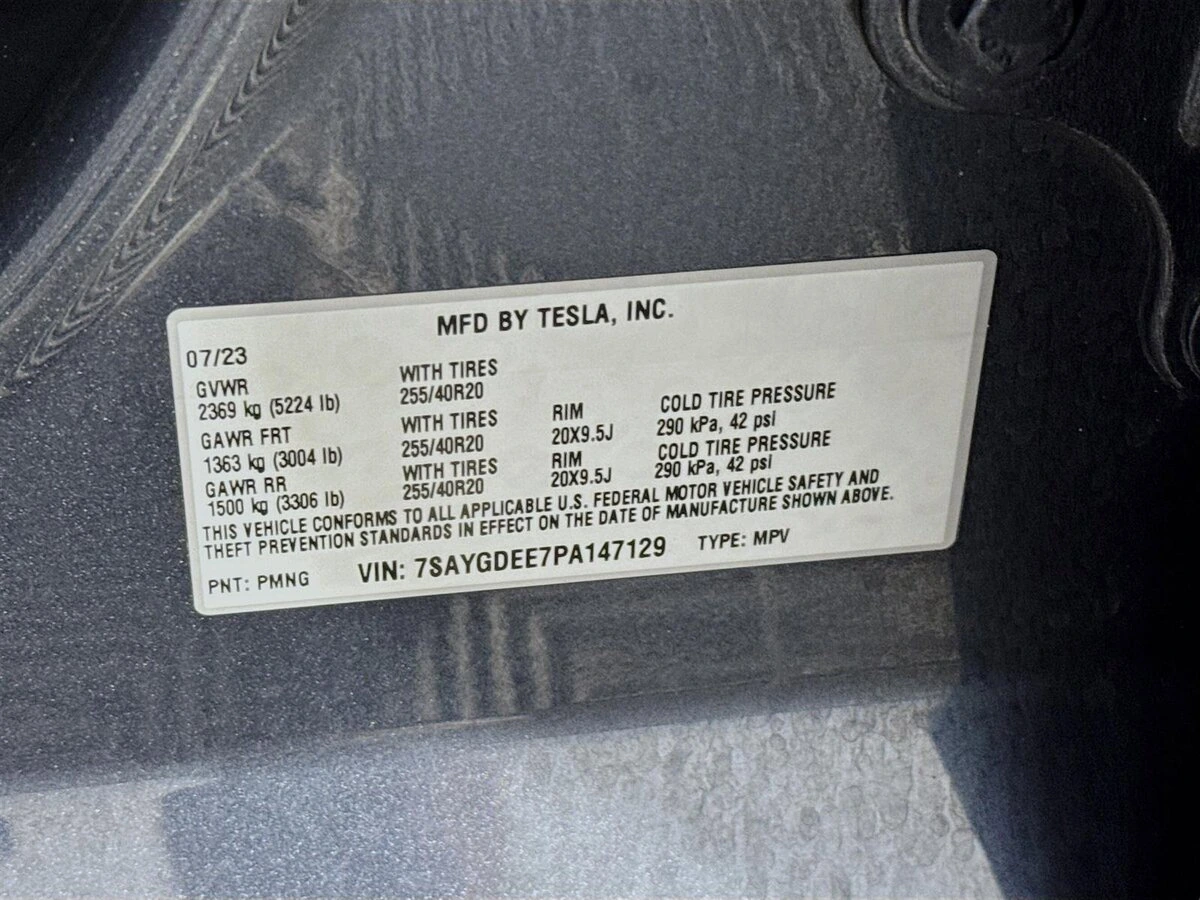 MFD BY TESLA, INC.
07/23
GVWR WITH TIRES
2369 kg (5224 lb) 255/40R20
GAWR FRT WITH TIRES RIM COLD TIRE PRESSURE
1363 kg (3004 lb) 255/40R20 20X9.5J 290 kPa, 42 psi
GAWR RR WITH TIRES RIM COLD TIRE PRESSURE
1500 kg (3306 lb) 255/40R20 20X9.5J 290 kPa, 42 psi
THIS VEHICLE CONFORMS TO ALL APPLICABLE U.S. FEDERAL MOTOR VEHICLE SAFETY AND
THEFT PREVENTION STANDARDS IN EFFECT ON THE DATE OF MANUFACTURE SHOWN ABOVE.
PNT: PMNG VIN: 7SAYGDEE7PA147129 TYPE: MPV